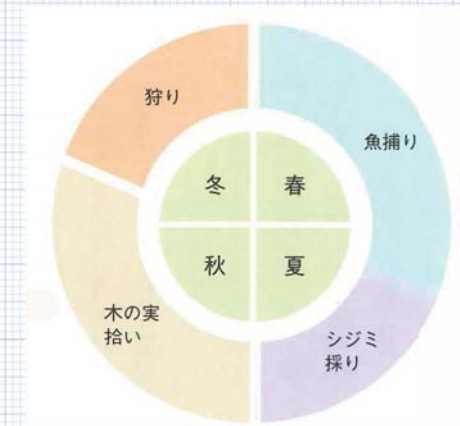 狩り
魚捕り
冬
春
秋
夏
木の実
拾い
シジミ
採り